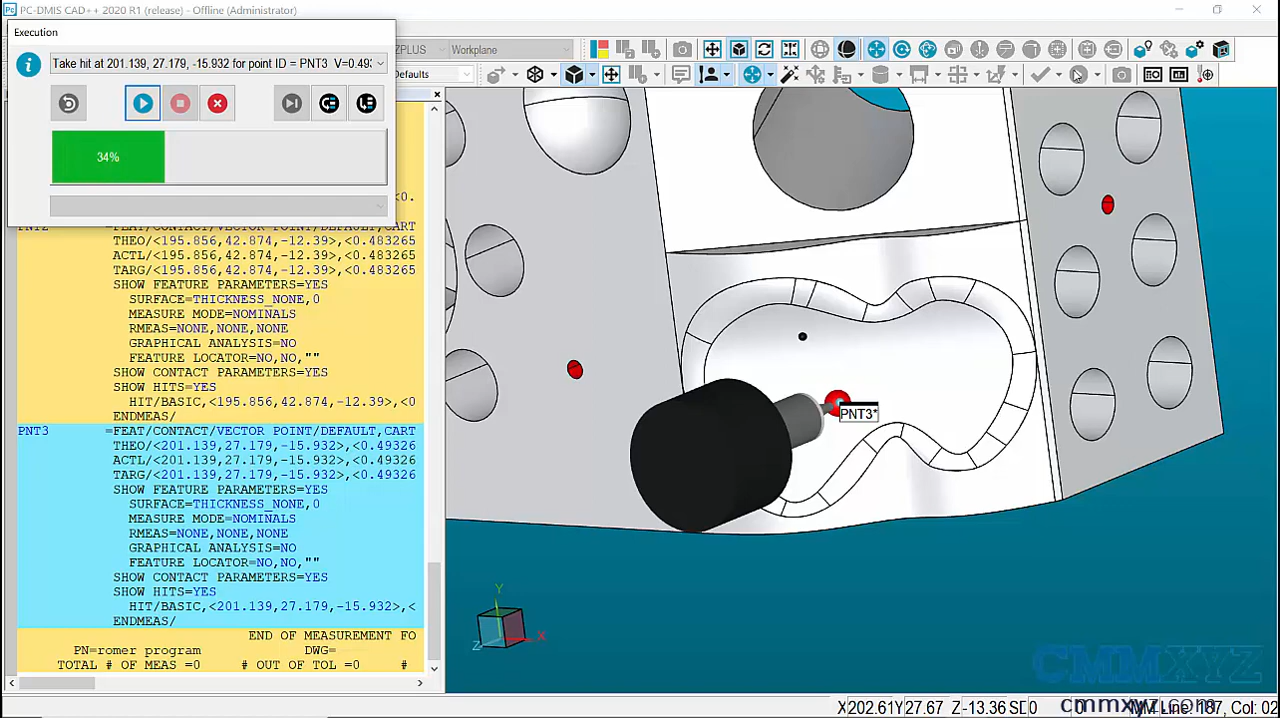 PC-DMIS CAD++ 2020 R1 (release) - Offline (Administrator)
Execution
Take hit at 201.139, 27.179, -15.932 for point ID = PNT3 V=0.493
ZPLUS
Workplane
Defaults
34%
<0.
PNT2 =FEAT/CONTACT/VECTOR POINT/DEFAULT,CART
THEO/<195.856,42.874,-12.39>,<0.483265
ACTL/<195.856,42.874,-12.39>,<0.483265
TARG/<195.856,42.874,-12.39>,<0.483265
SHOW FEATURE PARAMETERS=YES
SURFACE=THICKNESS_NONE,0
MEASURE MODE=NOMINALS
RMEAS=NONE,NONE,NONE
GRAPHICAL ANALYSIS=NO
FEATURE LOCATOR=NO,NO,""
SHOW CONTACT PARAMETERS=YES
SHOW HITS=YES
HIT/BASIC,<195.856,42.874,-12.39>,<0
ENDMEAS/
PNT3 =FEAT/CONTACT/VECTOR POINT/DEFAULT,CART
THEO/<201.139,27.179,-15.932>,<0.49326
ACTL/<201.139,27.179,-15.932>,<0.49326
TARG/<201.139,27.179,-15.932>,<0.49326
SHOW FEATURE PARAMETERS=YES
SURFACE=THICKNESS_NONE,0
MEASURE MODE=NOMINALS
RMEAS=NONE,NONE,NONE
GRAPHICAL ANALYSIS=NO
FEATURE LOCATOR=NO,NO,""
SHOW CONTACT PARAMETERS=YES
SHOW HITS=YES
HIT/BASIC,<201.139,27.179,-15.932>,<
ENDMEAS/
END OF MEASUREMENT FO
PN=romer program DWG=
TOTAL # OF MEAS =0 # OUT OF TOL =0 #
PNT3*
Y
X
Z
CMMXYZ
cmmxyz.com
X202.61Y27.67 Z-13.36 SD0 0 MM Line: 187, Col: 02